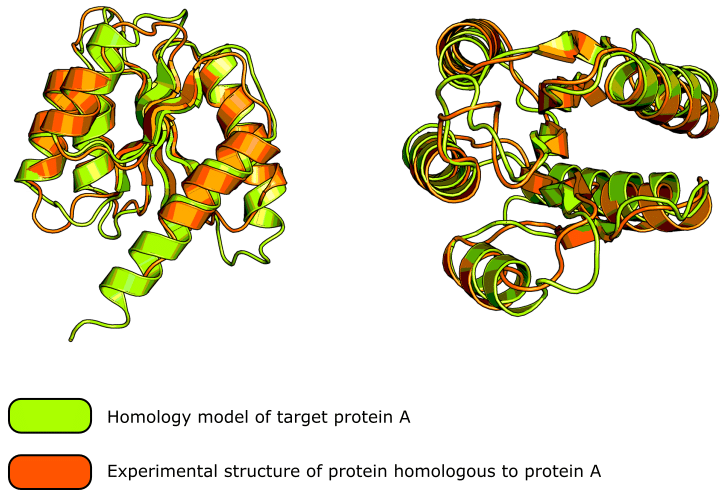 Homology model of target protein A
Experimental structure of protein homologous to protein A